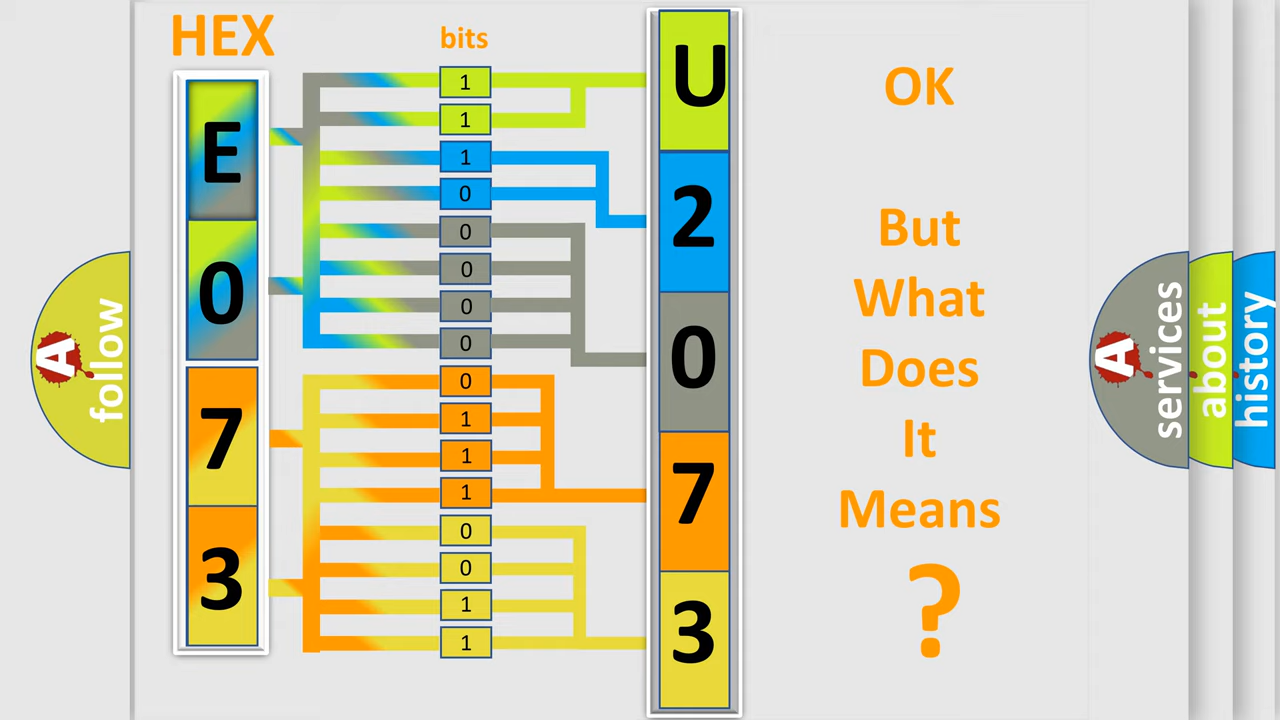 HEX
bits
E
0
7
3
1
1
1
0
0
0
0
0
0
1
1
1
0
0
1
1
U
2
0
7
3
OK
But
What
Does
It
Means
?
A
follow
A
services
about
history